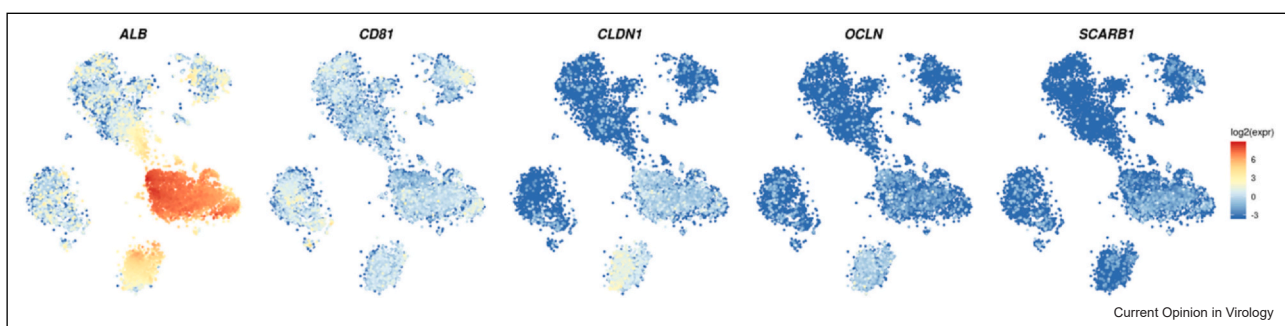 ALB CD81 CLDN1 OCLN SCARB1
log2(expr)
6
3
0
-3
Current Opinion in Virology